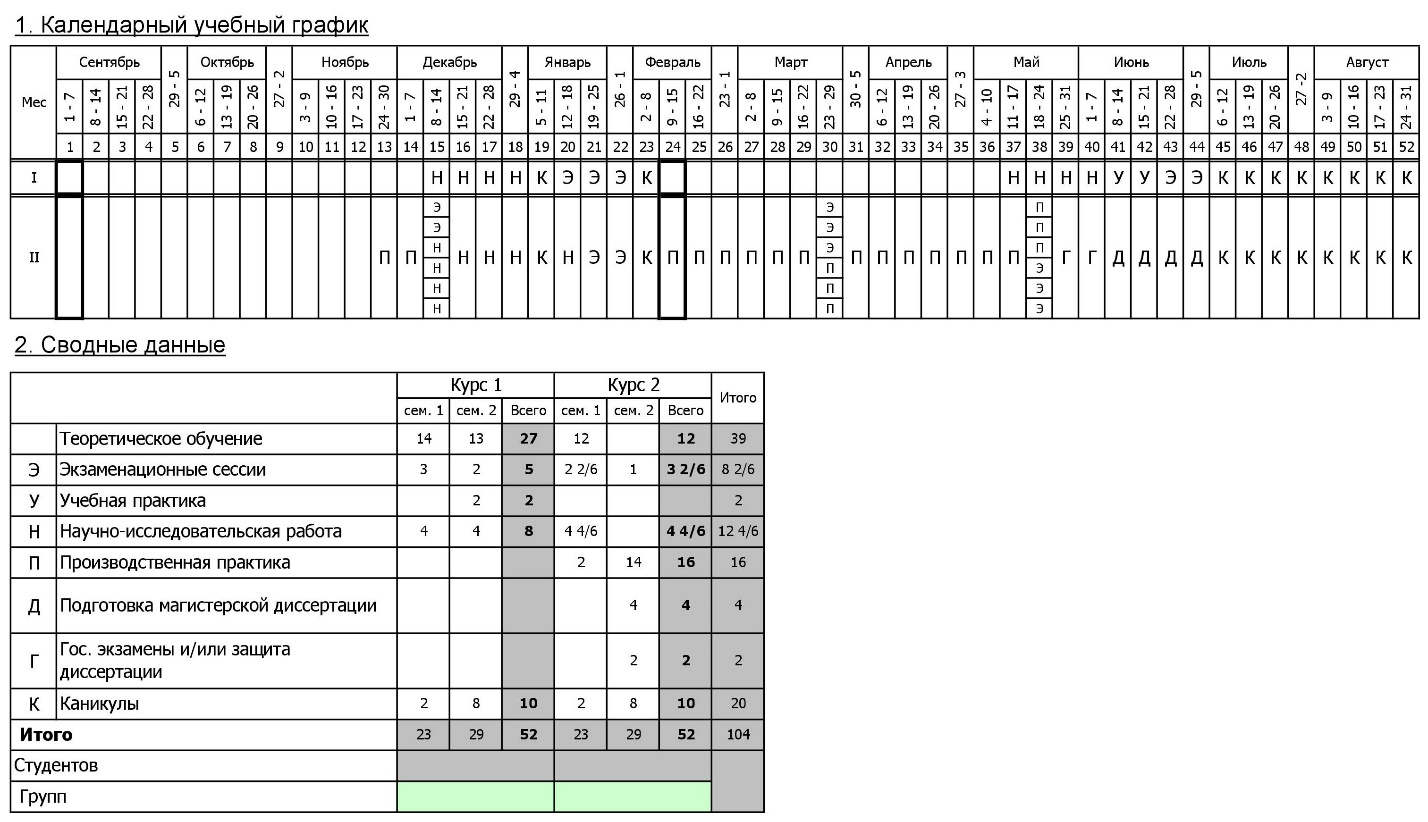 1. Календарный учебный график
Мес Сентябрь 29 - 5 Октябрь 27 - 2 Ноябрь Декабрь 29 - 4 Январь 26 - 1 Февраль 23 - 1 Март 30 - 5 Апрель 27 - 3 Май Июнь 29 - 5 Июль 27 -2 Август
1 - 7 8 - 14 15 - 21 22 - 28 6 - 12 13 - 19 20 - 26 3 - 9 10 - 16 17 - 23 24 - 30 1 - 7 8 - 14 15 - 21 22 - 28 5 - 11 12 - 18 19 - 25 2 - 8 9 - 15 16 - 22 2 - 8 9 - 15 16 - 22 23 - 29 6 - 12 13 - 19 20 - 26 4 - 10 11 - 17 18 - 24 25 - 31 1 - 7 8 - 14 15 - 21 22 - 28 6 - 12 13 - 19 20 - 26 3 - 9 10 - 16 17 - 23 24 - 31
1 2 3 4 5 6 7 8 9 10 11 12 13 14 15 16 17 18 19 20 21 22 23 24 25 26 27 28 29 30 31 32 33 34 35 36 37 38 39 40 41 42 43 44 45 46 47 48 49 50 51 52
I Н Н Н Н К Э Э Э К Н Н Н Н У У Э Э К К К К К К К К
Э Э П
Э Э П
Н Э П
II П П Н Н Н К Н Э Э К П П П П П П П П П П П П П Г Г Д Д Д Д К К К К К К К К
Н П Э
Н П Э
Н П Э
2. Сводные данные
Курс 1 Курс 2 Итого
сем. 1 сем. 2 Всего сем. 1 сем. 2 Всего
Теоретическое обучение 14 13 27 12 12 39
Э Экзаменационные сессии 3 2 5 2 2/6 1 3 2/6 8 2/6
У Учебная практика 2 2 2
Н Научно-исследовательская работа 4 4 8 4 4/6 4 4/6 12 4/6
П Производственная практика 2 14 16 16
Д Подготовка магистерской диссертации 4 4 4
Г Гос. экзамены и/или защита
диссертации 2 2 2
К Каникулы 2 8 10 2 8 10 20
Итого 23 29 52 23 29 52 104
Студентов
Групп